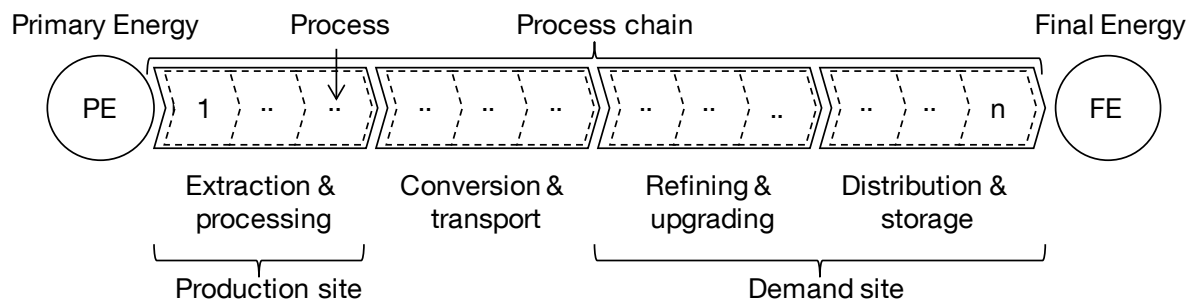 Primary Energy Process Process chain Final Energy
PE 1 .. .. .. .. .. .. .. .. .. .. n FE
Extraction & Conversion & Refining & Distribution &
processing transport upgrading storage
Production site Demand site